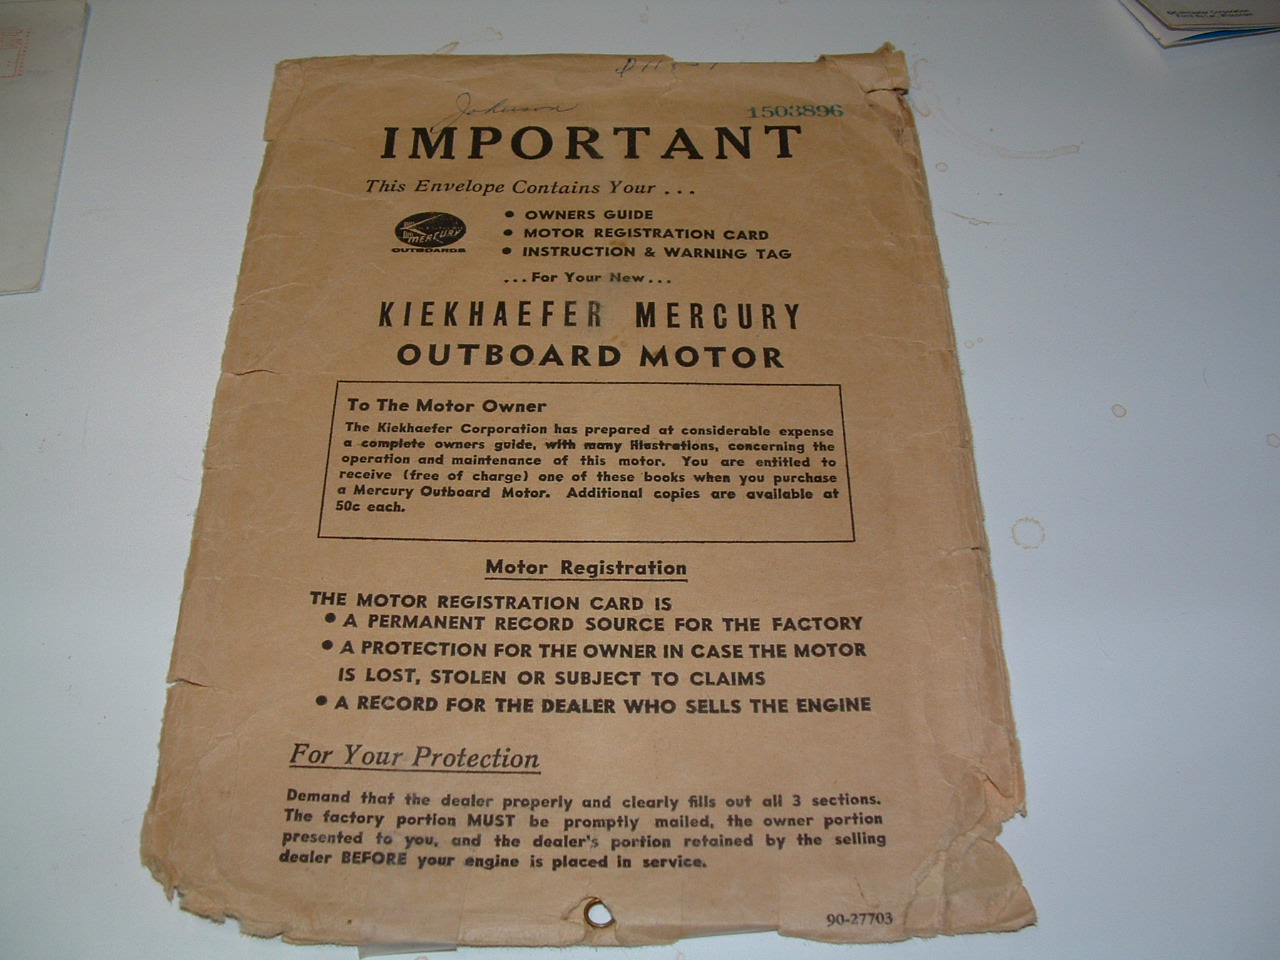 Johnson
1503896
IMPORTANT
This Envelope Contains Your ...
MERCURY
OUTBOARDS
• OWNERS GUIDE
• MOTOR REGISTRATION CARD
• INSTRUCTION & WARNING TAG
...For Your New...
KIEKHAEFER MERCURY
OUTBOARD MOTOR
To The Motor Owner
The Kiekhaefer Corporation has prepared at considerable expense
a complete owners guide, with many illustrations, concerning the
operation and maintenance of this motor. You are entitled to
receive (free of charge) one of these books when you purchase
a Mercury Outboard Motor. Additional copies are available at
50c each.
Motor Registration
THE MOTOR REGISTRATION CARD IS
• A PERMANENT RECORD SOURCE FOR THE FACTORY
• A PROTECTION FOR THE OWNER IN CASE THE MOTOR
IS LOST, STOLEN OR SUBJECT TO CLAIMS
• A RECORD FOR THE DEALER WHO SELLS THE ENGINE
For Your Protection
Demand that the dealer properly and clearly fills out all 3 sections.
The factory portion MUST be promptly mailed, the owner portion
presented to you, and the dealer's portion retained by the selling
dealer BEFORE your engine is placed in service.
90-27703